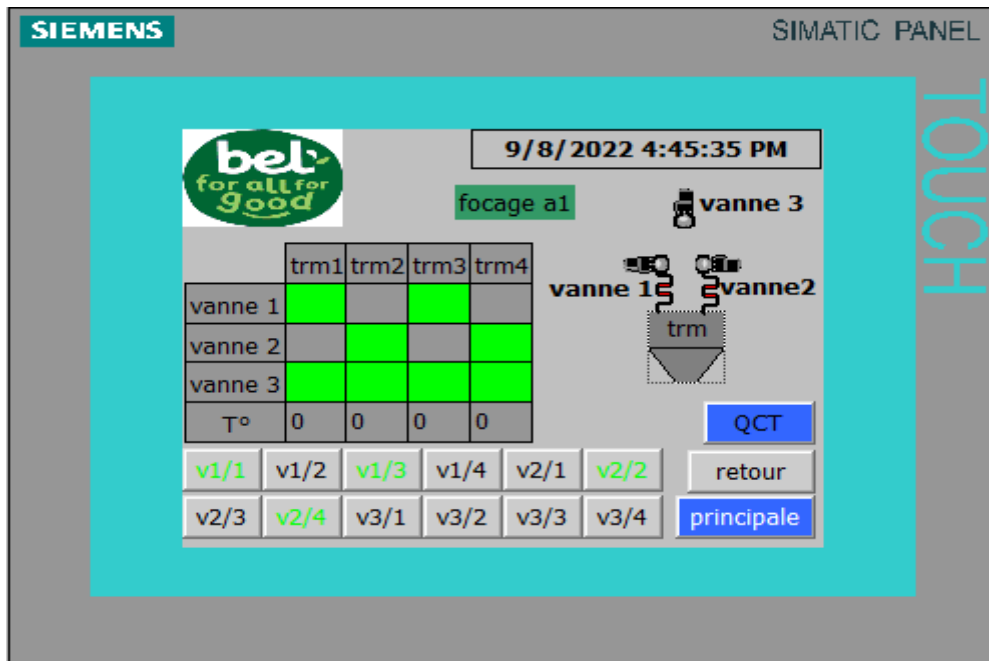 SIEMENS
SIMATIC PANEL
TOUCH
bel
for all for
good
9/8/2022 4:45:35 PM
focage a1
vanne 3
trm1 trm2 trm3 trm4
vanne 1 vanne2
trm
vanne 1
vanne 2
vanne 3
T° 0 0 0 0
QCT
v1/1 v1/2 v1/3 v1/4 v2/1 v2/2 retour
v2/3 v2/4 v3/1 v3/2 v3/3 v3/4 principale